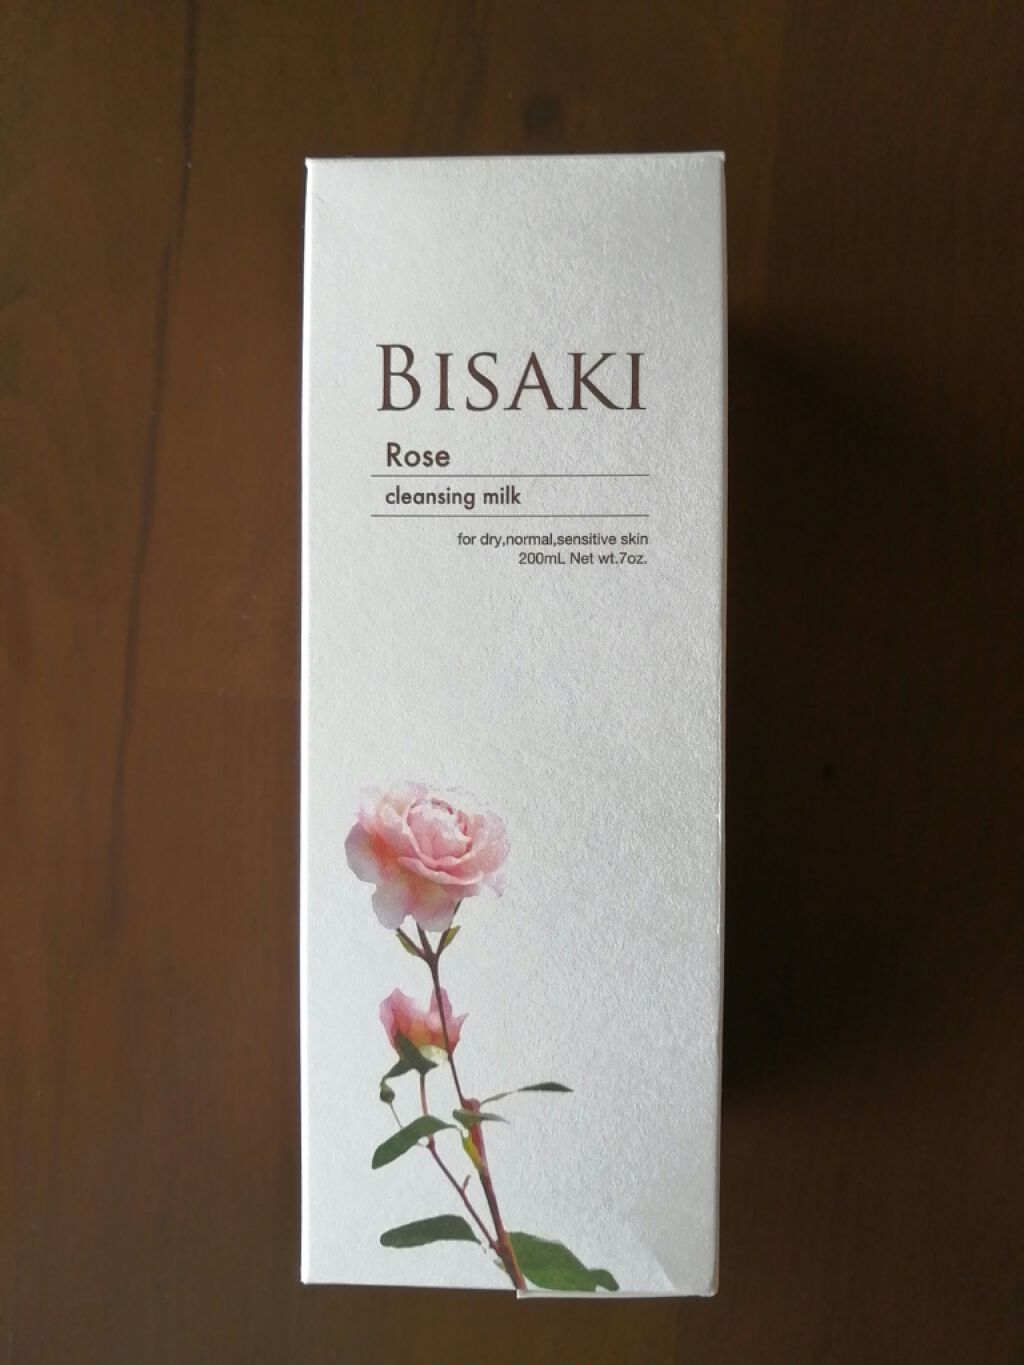 BISAKI
Rose
cleansing milk
for dry,normal,sensitive skin
200mL Net wt.7oz.